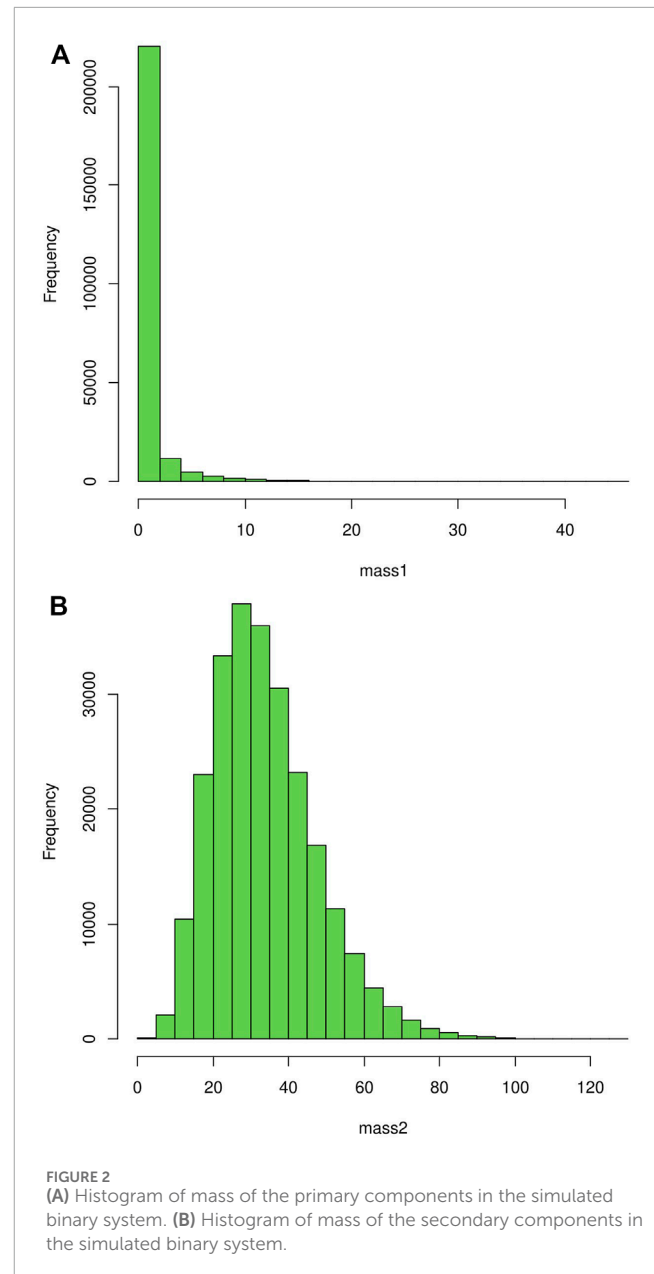 A
200000
150000
100000
50000
0
Frequency
0 10 20 30 40
mass1
B
30000
20000
10000
0
Frequency
0 20 40 60 80 100 120
mass2
FIGURE 2
(A) Histogram of mass of the primary components in the simulated
binary system. (B) Histogram of mass of the secondary components in
the simulated binary system.